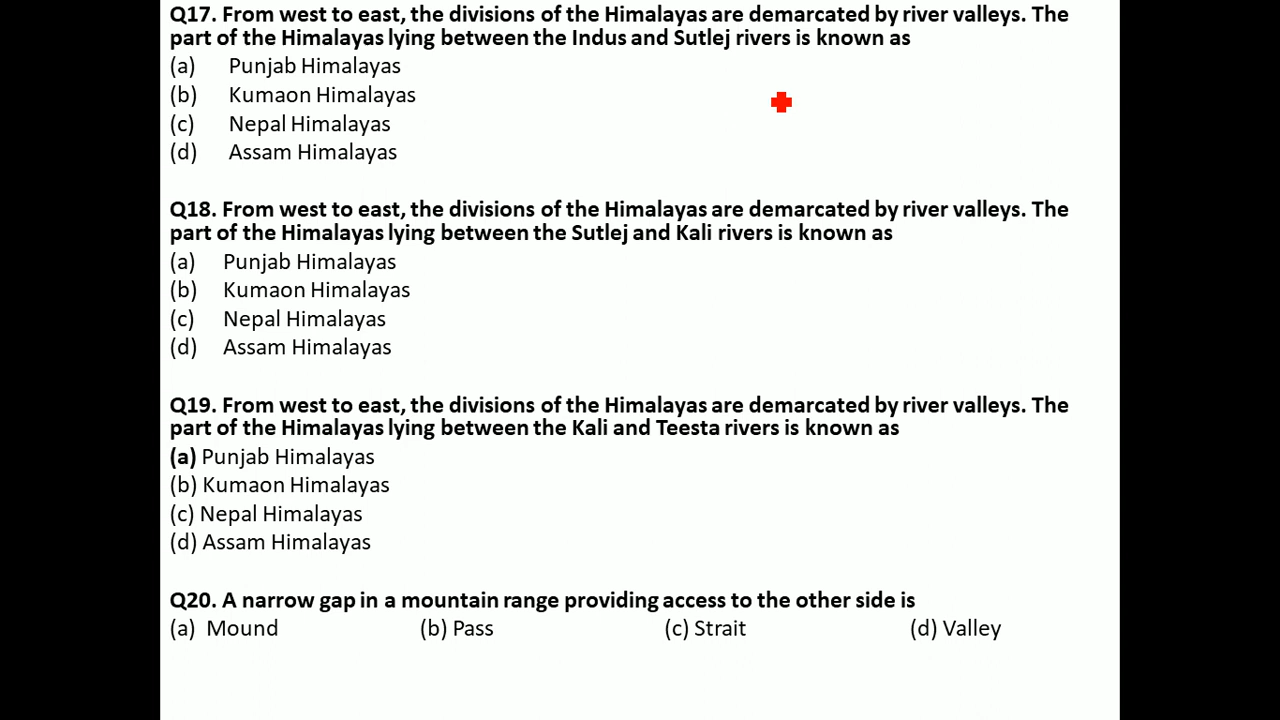 Q17. From west to east, the divisions of the Himalayas are demarcated by river valleys. The
part of the Himalayas lying between the Indus and Sutlej rivers is known as
(a) Punjab Himalayas
(b) Kumaon Himalayas
(c) Nepal Himalayas
(d) Assam Himalayas
Q18. From west to east, the divisions of the Himalayas are demarcated by river valleys. The
part of the Himalayas lying between the Sutlej and Kali rivers is known as
(a) Punjab Himalayas
(b) Kumaon Himalayas
(c) Nepal Himalayas
(d) Assam Himalayas
Q19. From west to east, the divisions of the Himalayas are demarcated by river valleys. The
part of the Himalayas lying between the Kali and Teesta rivers is known as
(a) Punjab Himalayas
(b) Kumaon Himalayas
(c) Nepal Himalayas
(d) Assam Himalayas
Q20. A narrow gap in a mountain range providing access to the other side is
(a) Mound (b) Pass (c) Strait (d) Valley